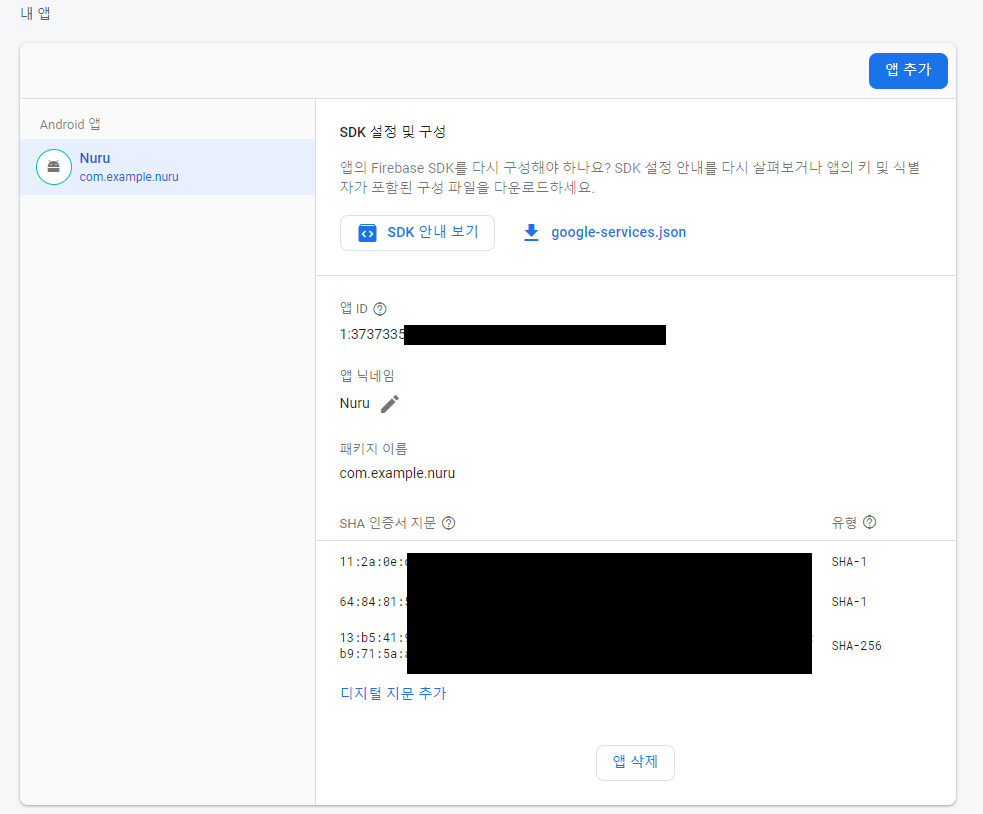 내 앱
앱 추가
Android 앱
Nuru
com.example.nuru
SDK 설정 및 구성
앱의 Firebase SDK를 다시 구성해야 하나요? SDK 설정 안내를 다시 살펴보거나 앱의 키 및 식별
자가 포함된 구성 파일을 다운로드하세요.
SDK 안내 보기
google-services.json
앱 ID
1:3737335
앱 닉네임
Nuru
패키지 이름
com.example.nuru
SHA 인증서 지문
유형
11:2a:0e:
SHA-1
64:84:81:
SHA-1
13:b5:41:
b9:71:5a:
SHA-256
디지털 지문 추가
앱 삭제